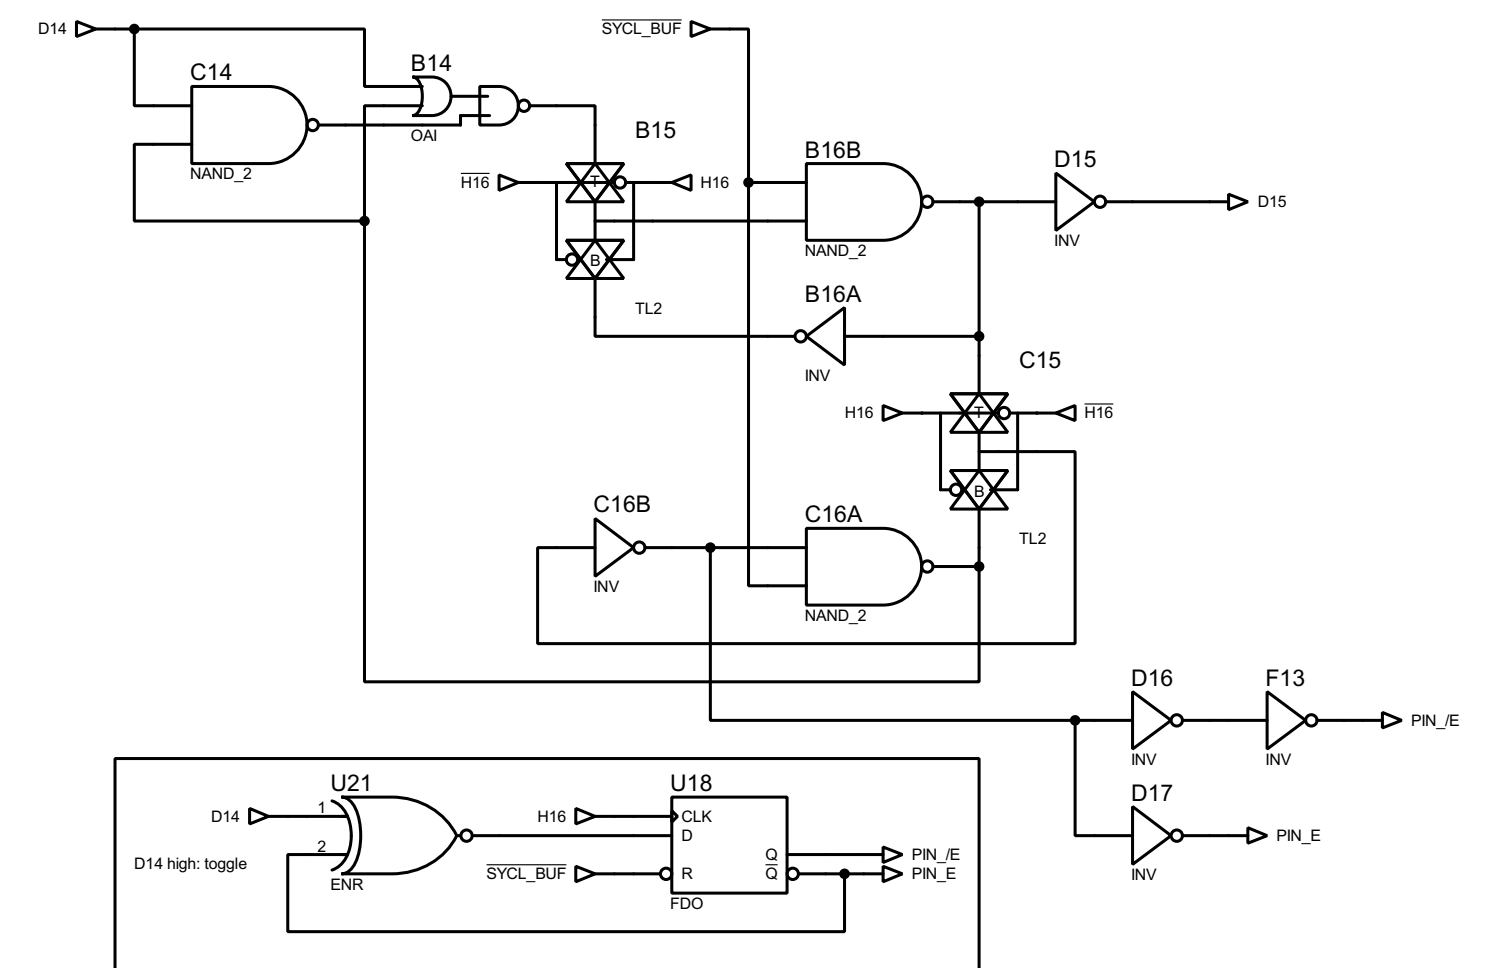 D14
SYCL_BUF
C14
B14
NAND_2
OAI
B15
H16
T
H16
B
TL2
B16B
NAND_2
D15
INV
D15
B16A
INV
C15
H16
T
H16
B
TL2
C16B
INV
C16A
NAND_2
D16
INV
F13
INV
PIN_/E
D17
INV
PIN_E
U21
D14
1
2
ENR
D14 high: toggle
U18
H16
CLK
D
SYCL_BUF
R
Q
Q
FDO
PIN_/E
PIN_E